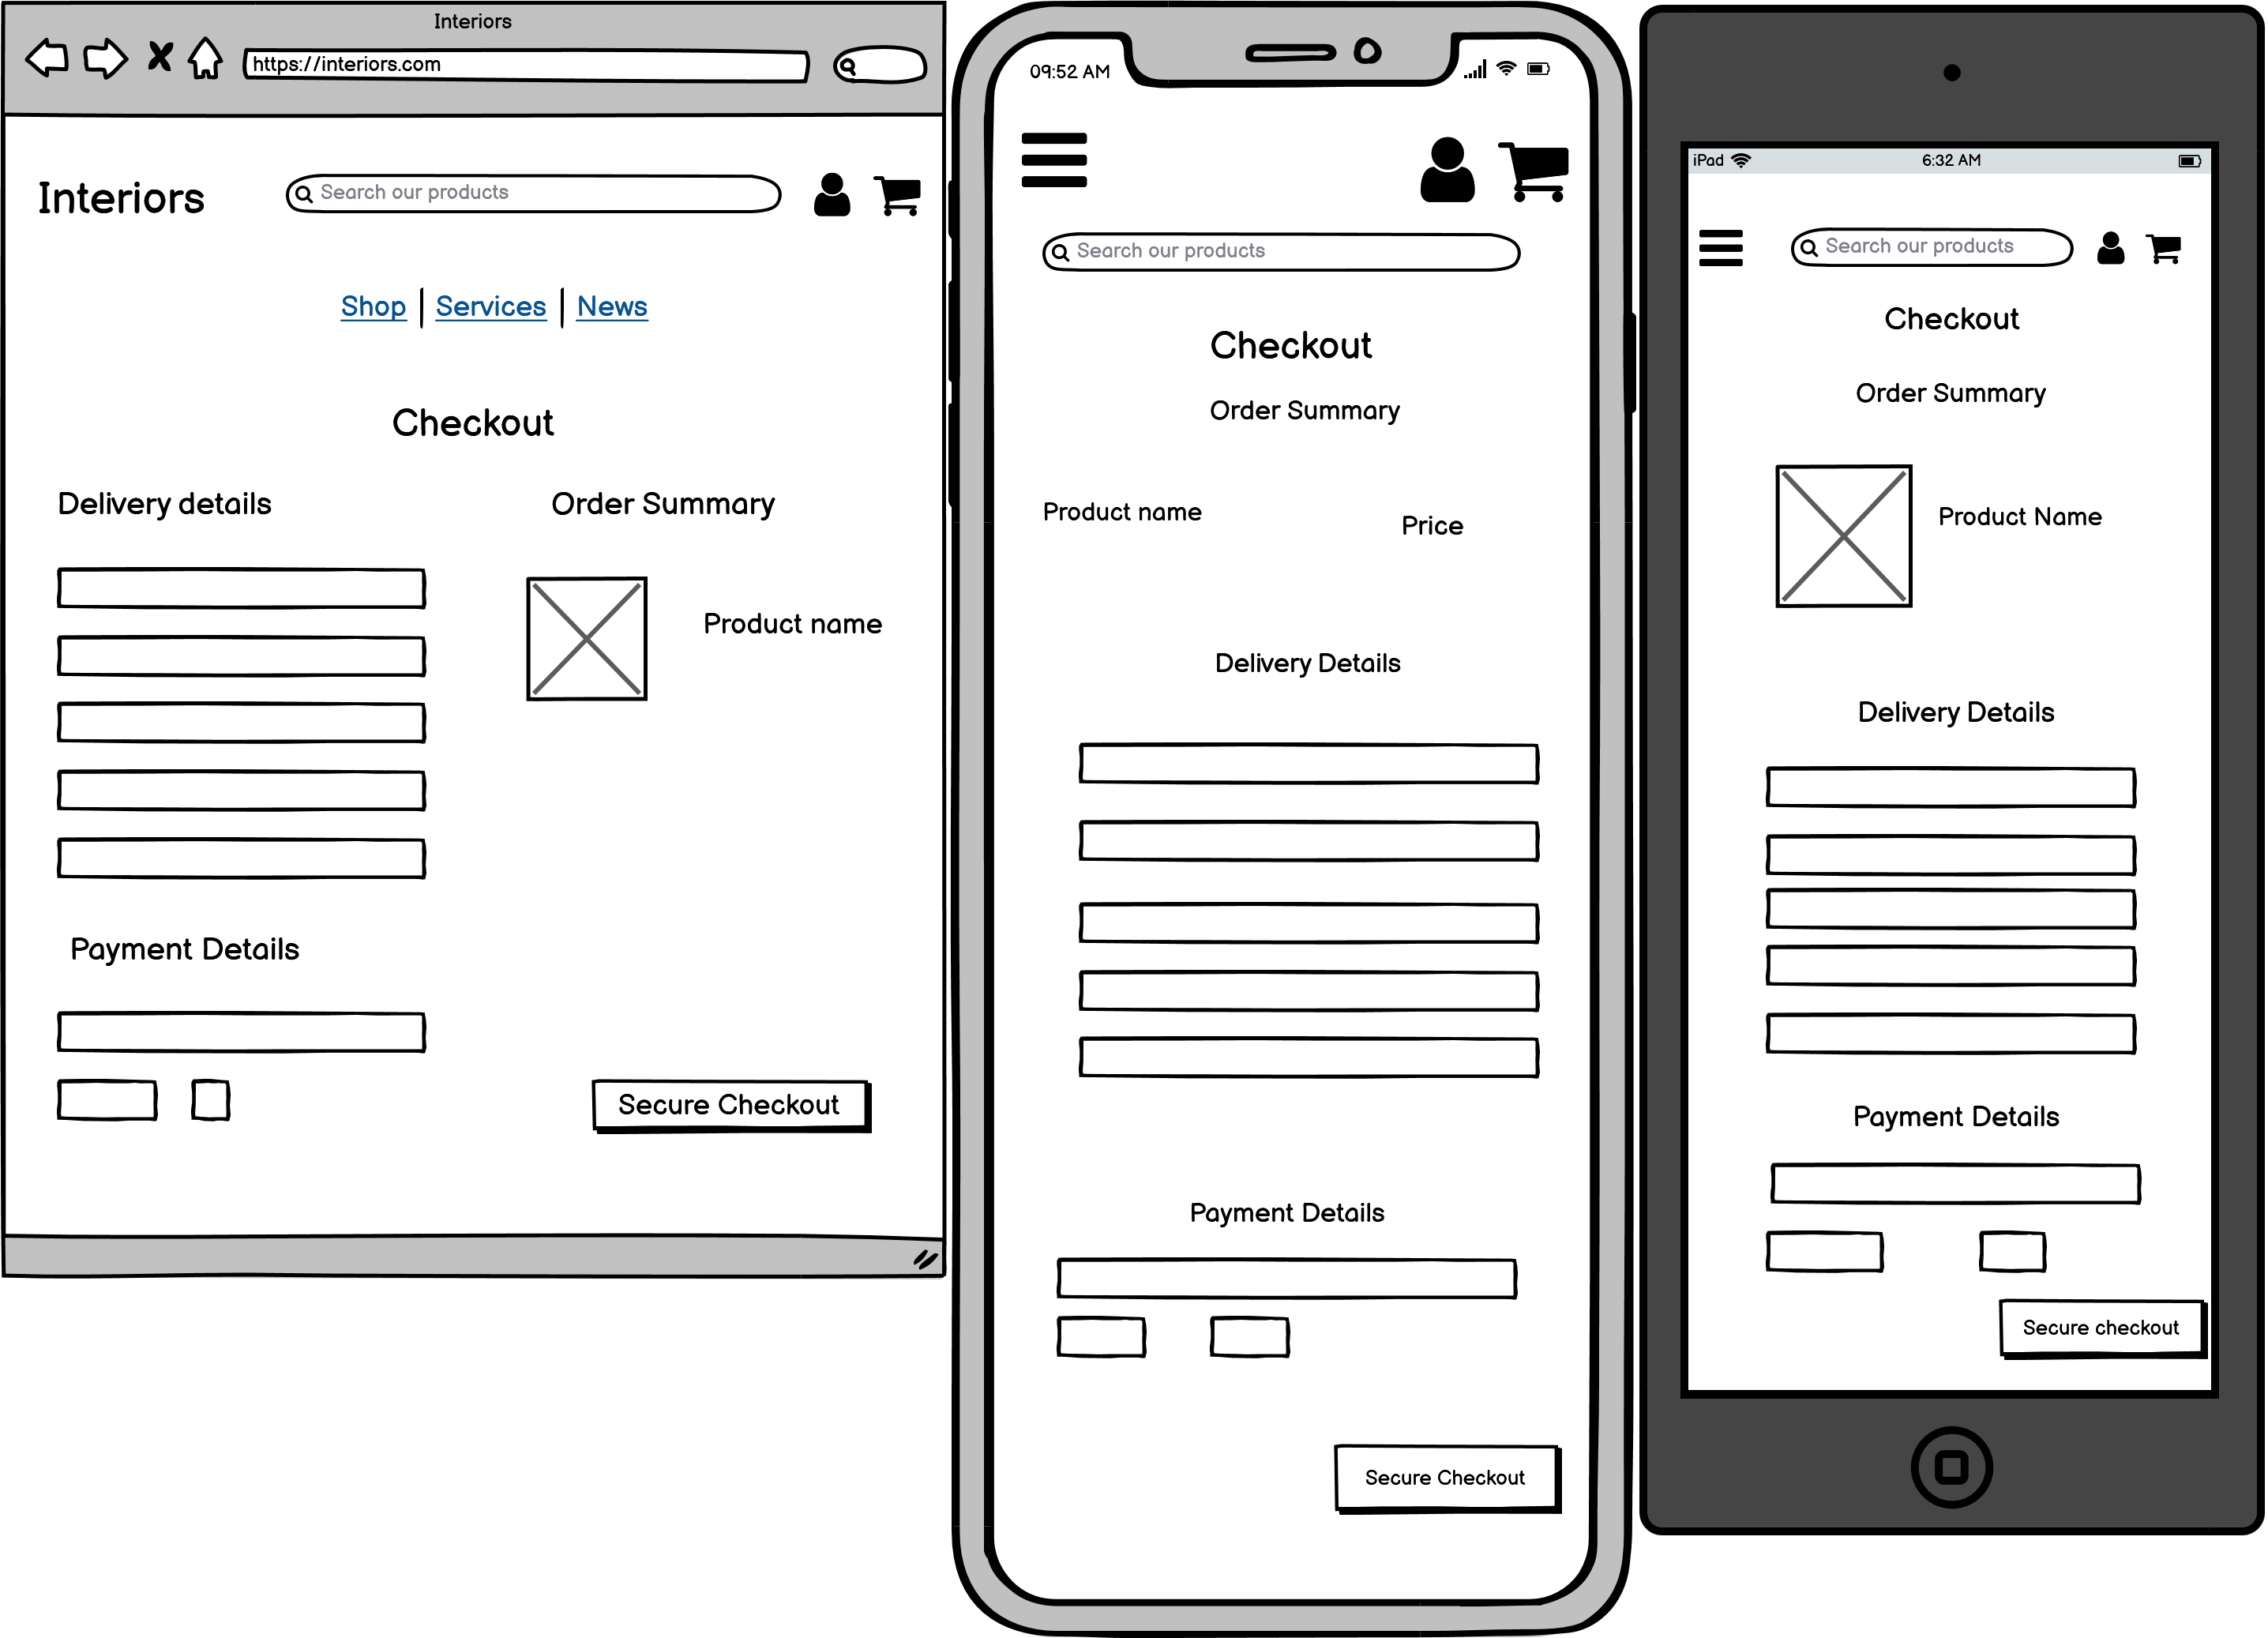 Interiors
https://interiors.com
Interiors
Search our products
Shop | Services | News
Checkout
Delivery details
Order Summary
Product name
Payment Details
Secure Checkout
09:52 AM
Search our products
Checkout
Order Summary
Product name
Price
Delivery Details
Payment Details
Secure Checkout
iPad
6:32 AM
Search our products
Checkout
Order Summary
Product Name
Delivery Details
Payment Details
Secure checkout